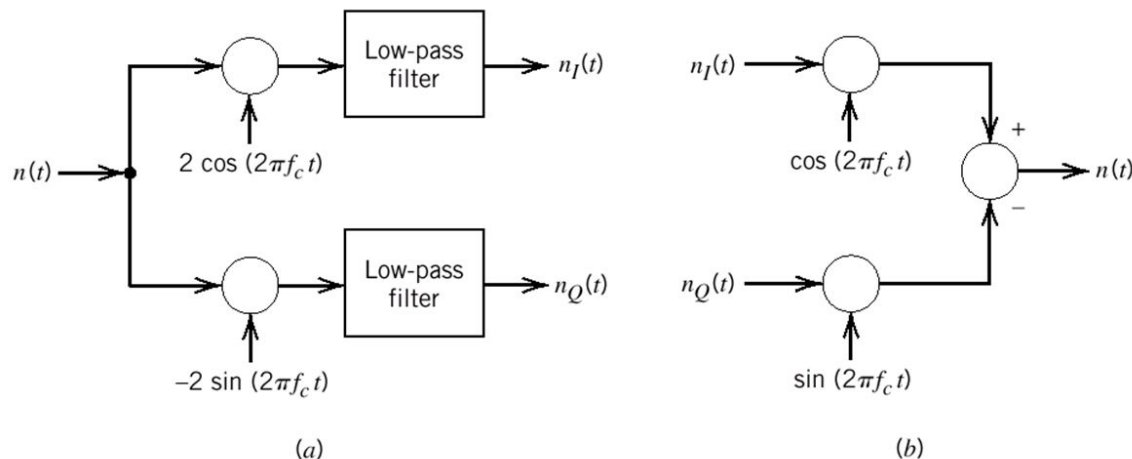 Low-pass
filter
n_I(t)
2 cos (2πf_c t)
n(t)
Low-pass
filter
n_Q(t)
−2 sin (2πf_c t)
(a)
n_I(t)
cos (2πf_c t)
+
n(t)
−
n_Q(t)
sin (2πf_c t)
(b)